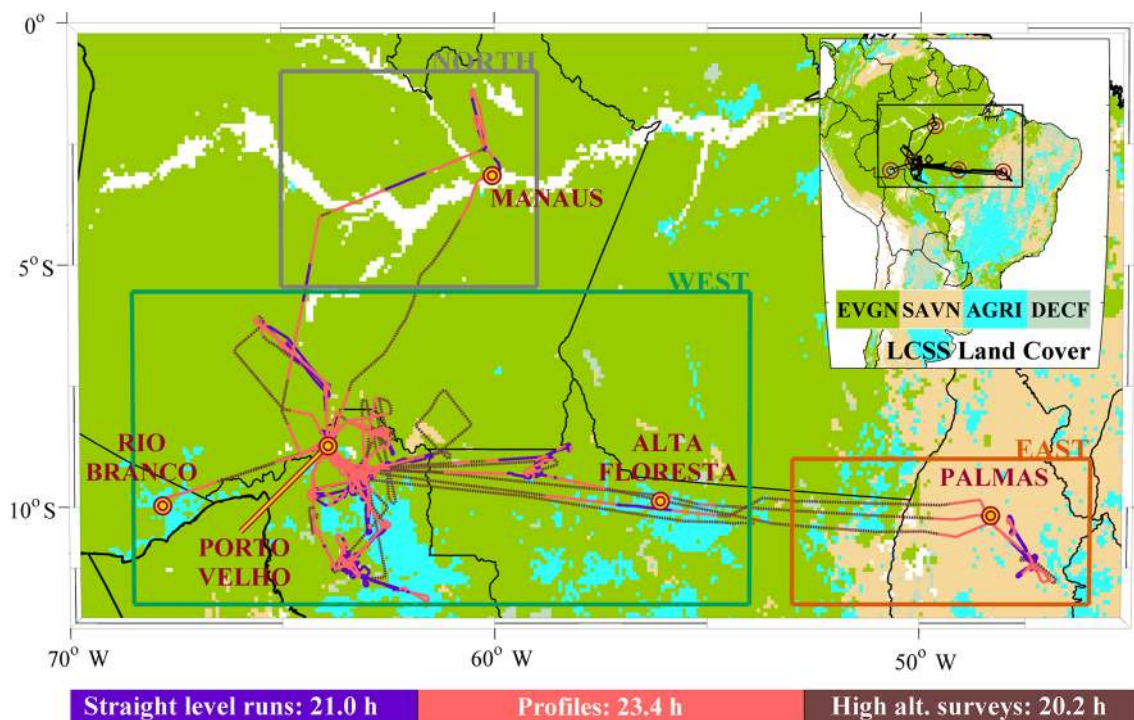 0° 
NORTH
MANAUS
5° S
WEST
EVGN SAVN AGRI DECF
LCSS Land Cover
RIO
BRANCO
ALTA
FLORESTA
EAST
PALMAS
10° S
PORTO
VELHO
70° W
60° W
50° W
Straight level runs: 21.0 h
Profiles: 23.4 h
High alt. surveys: 20.2 h